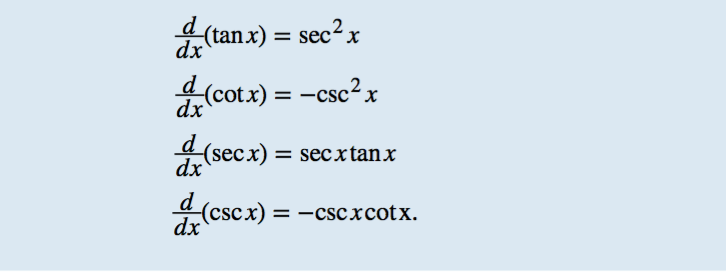 d/dx(tan x) = sec² x
d/dx(cot x) = −csc² x
d/dx(sec x) = sec x tan x
d/dx(csc x) = −csc x cot x.